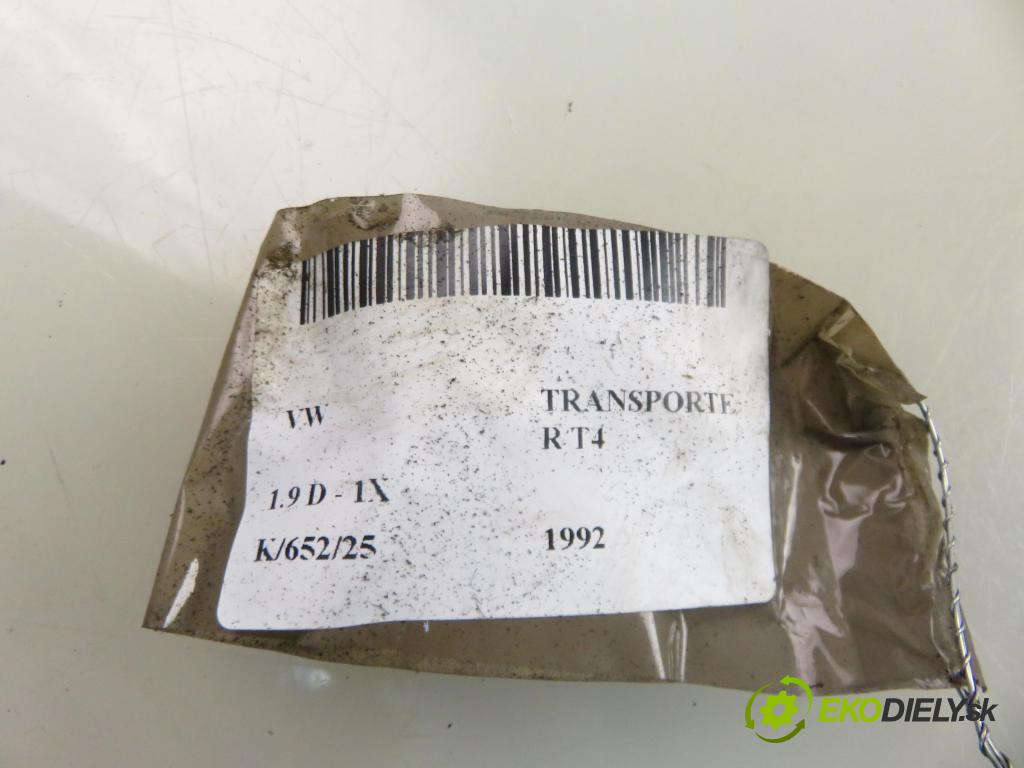 VW
TRANSPORTE
R T4
1.9 D - 1X
K/652/25
1992
EKODIELY.sk